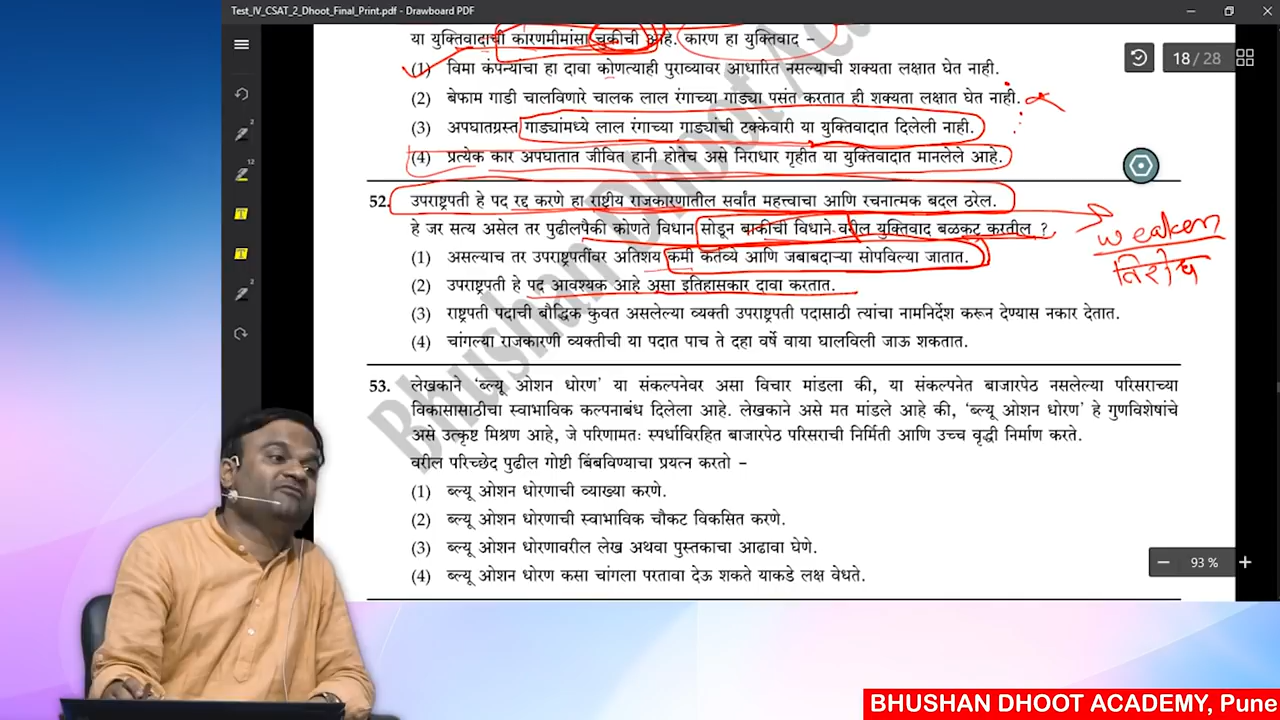 Test_IV_CSAT_2_Dhoot_Final_Print.pdf - Drawboard PDF
18 / 28
या युक्तिवादाची कारणमीमांसा चुकीची आहे. कारण हा युक्तिवाद –
(1) विमा कंपन्यांचा हा दावा कोणत्याही पुराव्यावर आधारित नसल्याची शक्यता लक्षात घेत नाही.
(2) बेफाम गाडी चालविणारे चालक लाल रंगाच्या गाड्या पसंत करतात ही शक्यता लक्षात घेत नाही.
(3) अपघातग्रस्त गाड्यांमध्ये लाल रंगाच्या गाड्यांची टक्केवारी या युक्तिवादात दिलेली नाही.
(4) प्रत्येक कार अपघातात जीवित हानी होतेच असे निराधार गृहीत या युक्तिवादात मानलेले आहे.
52. उपराष्ट्रपती हे पद रद्द करणे हा राष्ट्रीय राजकारणातील सर्वांत महत्त्वाचा आणि रचनात्मक बदल ठरेल.
हे जर सत्य असेल तर पुढीलपैकी कोणते विधान सोडून बाकीची विधाने वरील युक्तिवाद बळकट करतील ?
weaken
विरोध
(1) असल्याच तर उपराष्ट्रपतींवर अतिशय कमी कर्तव्ये आणि जबाबदाऱ्या सोपविल्या जातात.
(2) उपराष्ट्रपती हे पद आवश्यक आहे असा इतिहासकार दावा करतात.
(3) राष्ट्रपती पदाची बौद्धिक कुवत असलेल्या व्यक्ती उपराष्ट्रपती पदासाठी त्यांचा नामनिर्देश करून देण्यास नकार देतात.
(4) चांगल्या राजकारणी व्यक्तीची या पदात पाच ते दहा वर्षे वाया घालविली जाऊ शकतात.
53. लेखकाने ‘ब्ल्यू ओशन धोरण’ या संकल्पनेवर असा विचार मांडला की, या संकल्पनेत बाजारपेठ नसलेल्या परिसराच्या
विकासासाठीचा स्वाभाविक कल्पनाबंध दिलेला आहे. लेखकाने असे मत मांडले आहे की, ‘ब्ल्यू ओशन धोरण’ हे गुणविशेषांचे
असे उत्कृष्ट मिश्रण आहे, जे परिणामतः स्पर्धाविरहित बाजारपेठ परिसराची निर्मिती आणि उच्च वृद्धी निर्माण करते.
वरील परिच्छेद पुढील गोष्टी बिंबविण्याचा प्रयत्न करतो –
(1) ब्ल्यू ओशन धोरणाची व्याख्या करणे.
(2) ब्ल्यू ओशन धोरणाची स्वाभाविक चौकट विकसित करणे.
(3) ब्ल्यू ओशन धोरणावरील लेख अथवा पुस्तकाचा आढावा घेणे.
(4) ब्ल्यू ओशन धोरण कसा चांगला परतावा देऊ शकते याकडे लक्ष वेधते.
93 %
Bhushan Dhoot Aca
BHUSHAN DHOOT ACADEMY, Pune